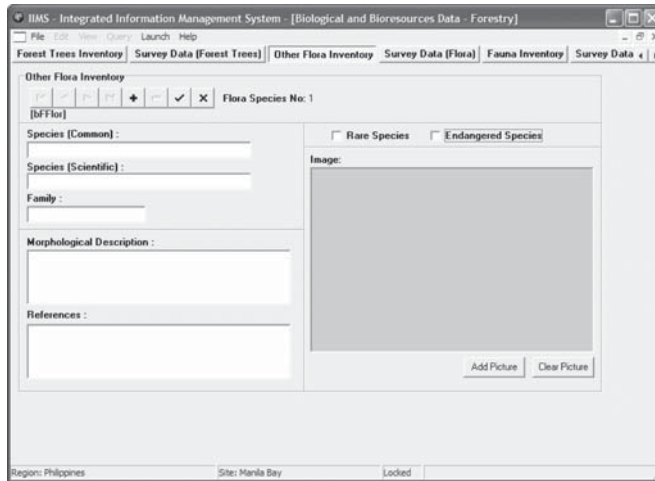 IIMS - Integrated Information Management System - [Biological and Bioresources Data - Forestry]
File Edit View Query Launch Help
Forest Trees Inventory Survey Data (Forest Trees) Other Flora Inventory Survey Data (Flora) Fauna Inventory Survey Data
Other Flora Inventory
Flora Species No: 1
[bFFlor]
Species (Common) :
Rare Species Endangered Species
Image:
Species (Scientific) :
Family :
Morphological Description :
References :
Add Picture Clear Picture
Region: Philippines Site: Manila Bay Locked